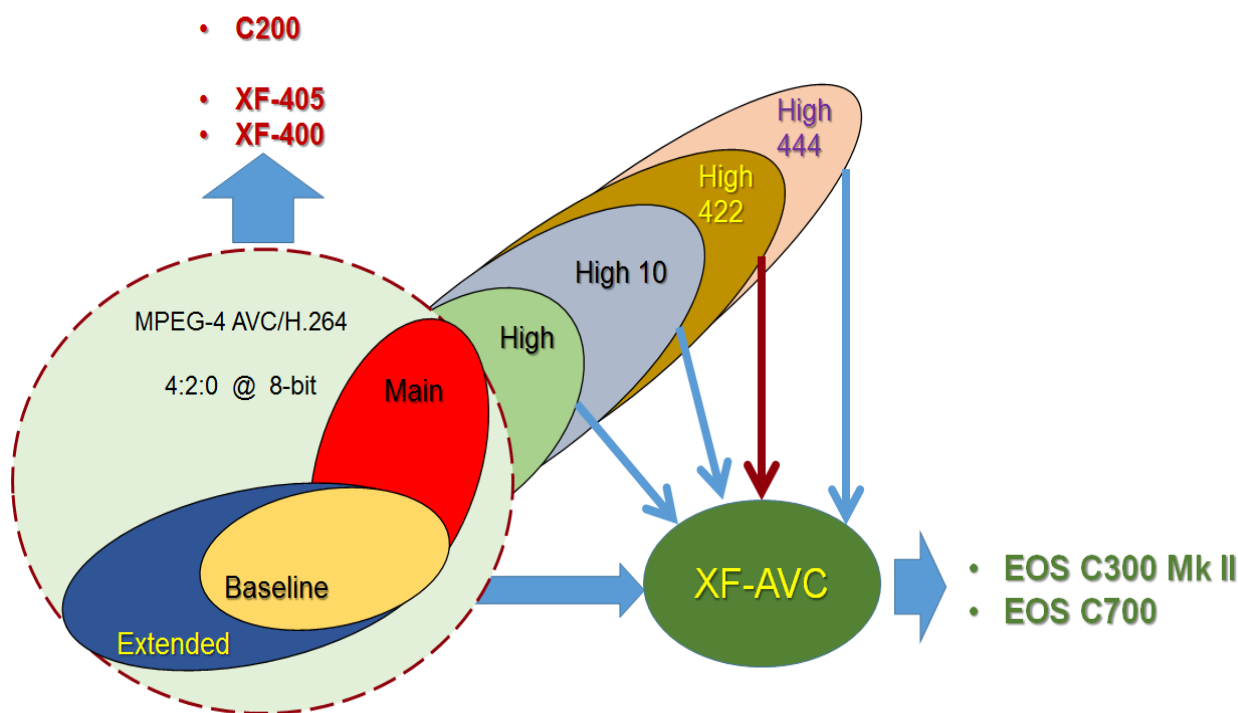 • C200
• XF-405
• XF-400
High
444
High
422
High 10
High
MPEG-4 AVC/H.264
4:2:0 @ 8-bit
Main
Baseline
Extended
XF-AVC
• EOS C300 Mk II
• EOS C700